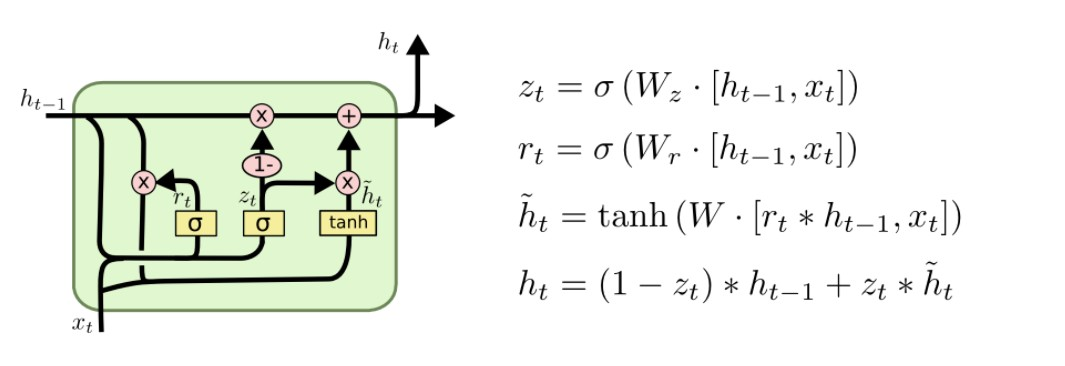 h_t
h_{t-1}
x +
1-
x r_t z_t x h̃_t
σ σ tanh
x_t
z_t = σ (W_z · [h_{t-1}, x_t])
r_t = σ (W_r · [h_{t-1}, x_t])
h̃_t = tanh (W · [r_t * h_{t-1}, x_t])
h_t = (1 − z_t) * h_{t-1} + z_t * h̃_t